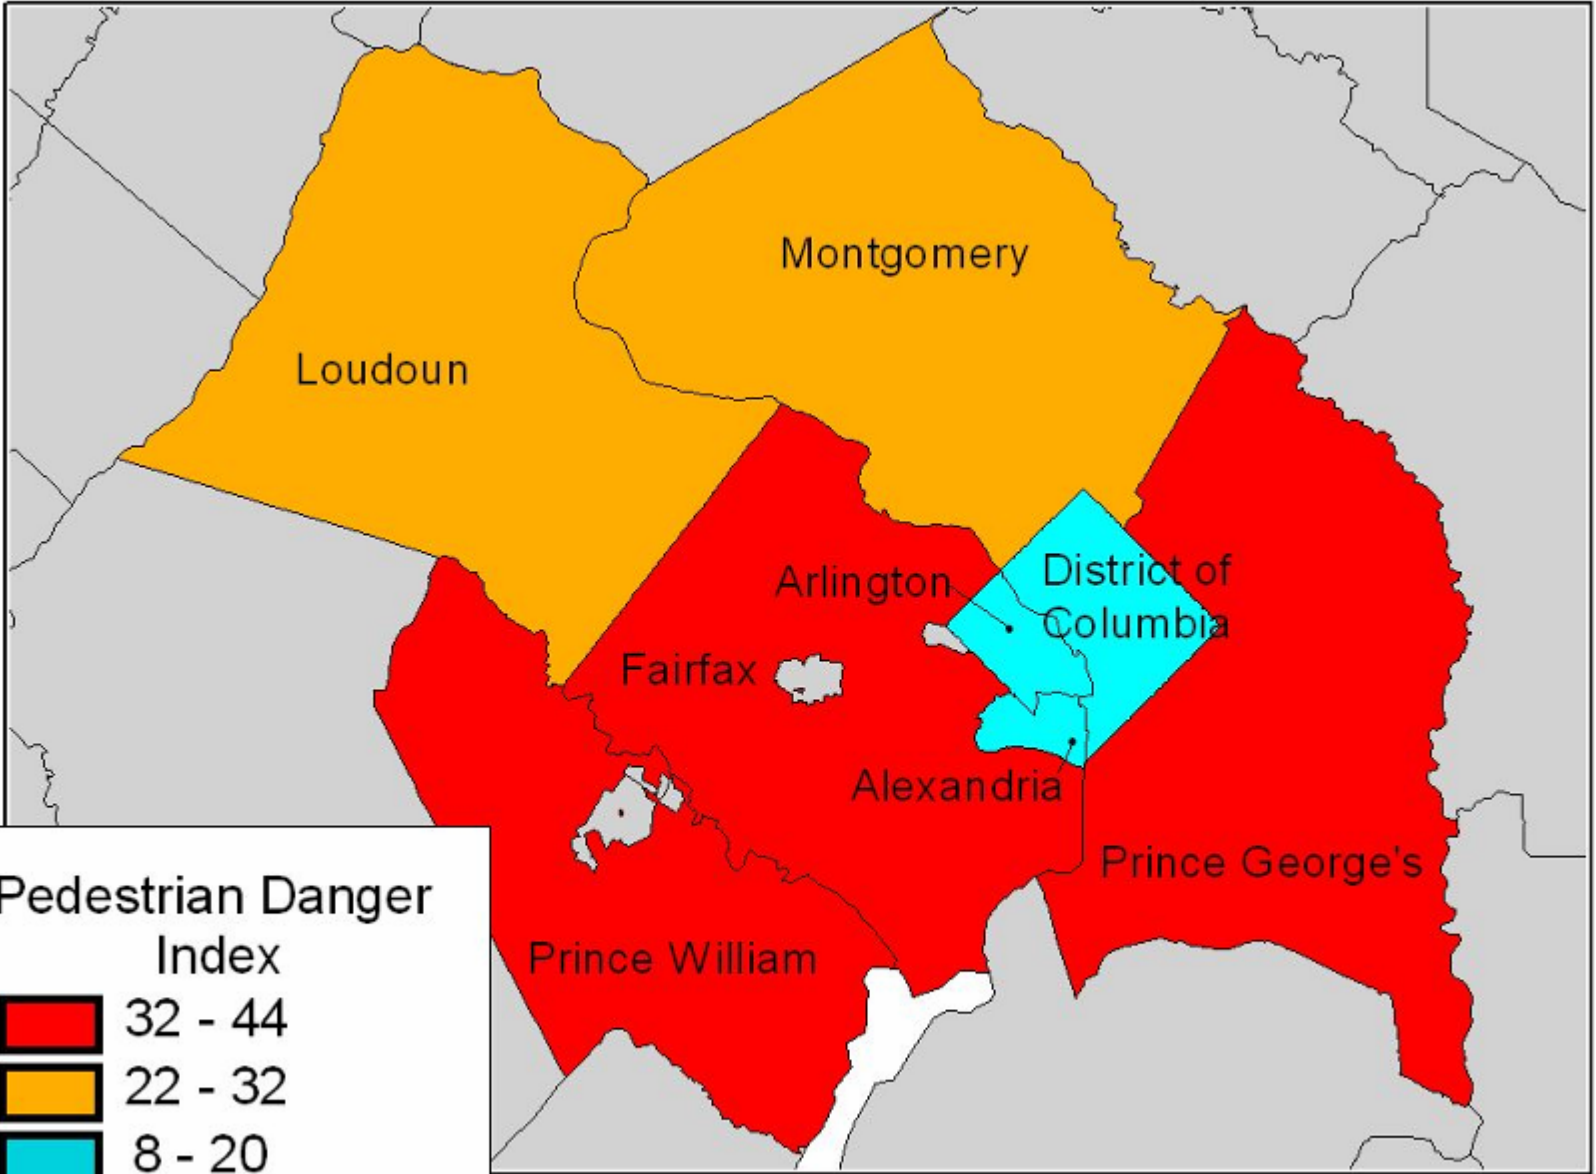 Montgomery
Loudoun
Arlington
District of
Columbia
Fairfax
Alexandria
Prince George's
Prince William
Pedestrian Danger
Index
32 - 44
22 - 32
8 - 20